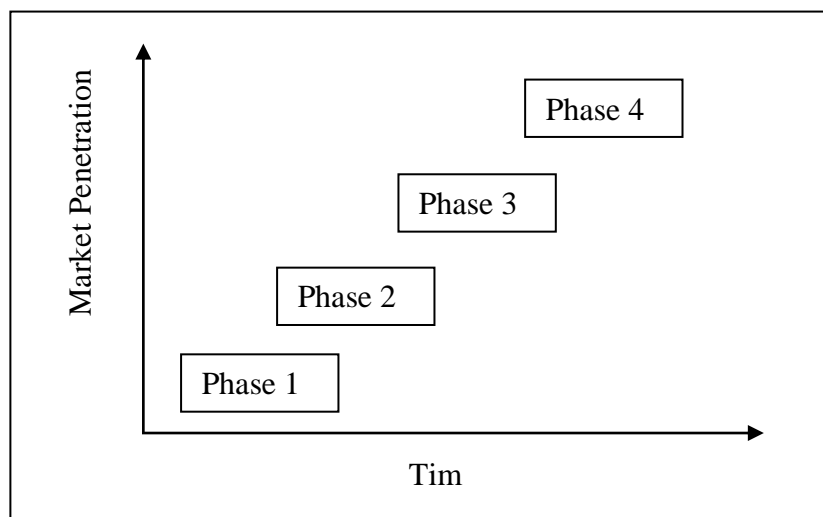 Market Penetration
Phase 4
Phase 3
Phase 2
Phase 1
Tim